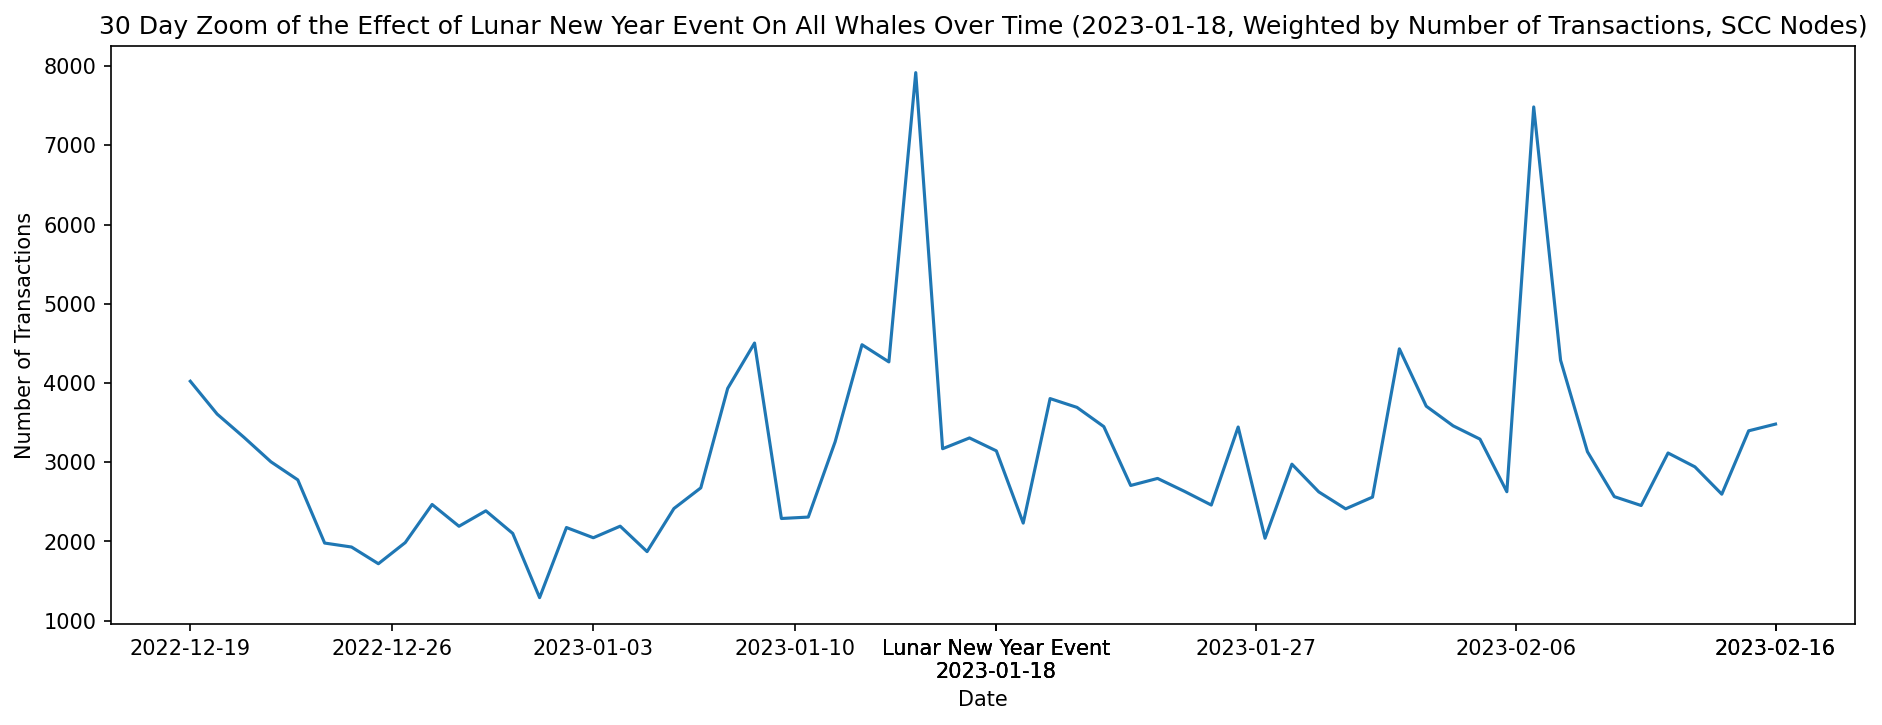 30 Day Zoom of the Effect of Lunar New Year Event On All Whales Over Time (2023-01-18, Weighted by Number of Transactions, SCC Nodes)
Number of Transactions
8000
7000
6000
5000
4000
3000
2000
1000
2022-12-19 2022-12-26 2023-01-03 2023-01-10 Lunar New Year Event 2023-01-27 2023-02-06 2023-02-16
2023-01-18
Date